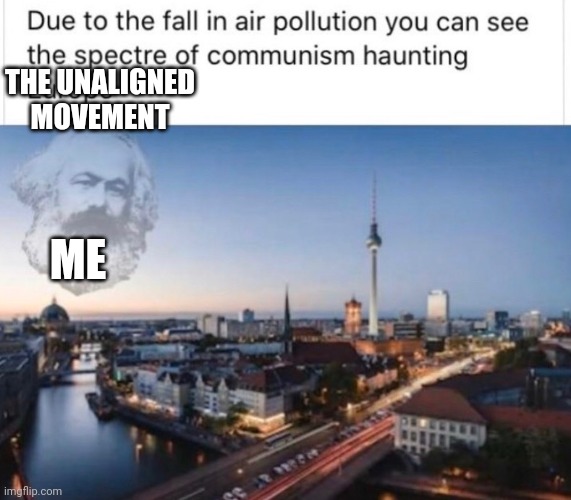 Due to the fall in air pollution you can see
the spectre of communism haunting
THE UNALIGNED
MOVEMENT
ME
imgflip.com